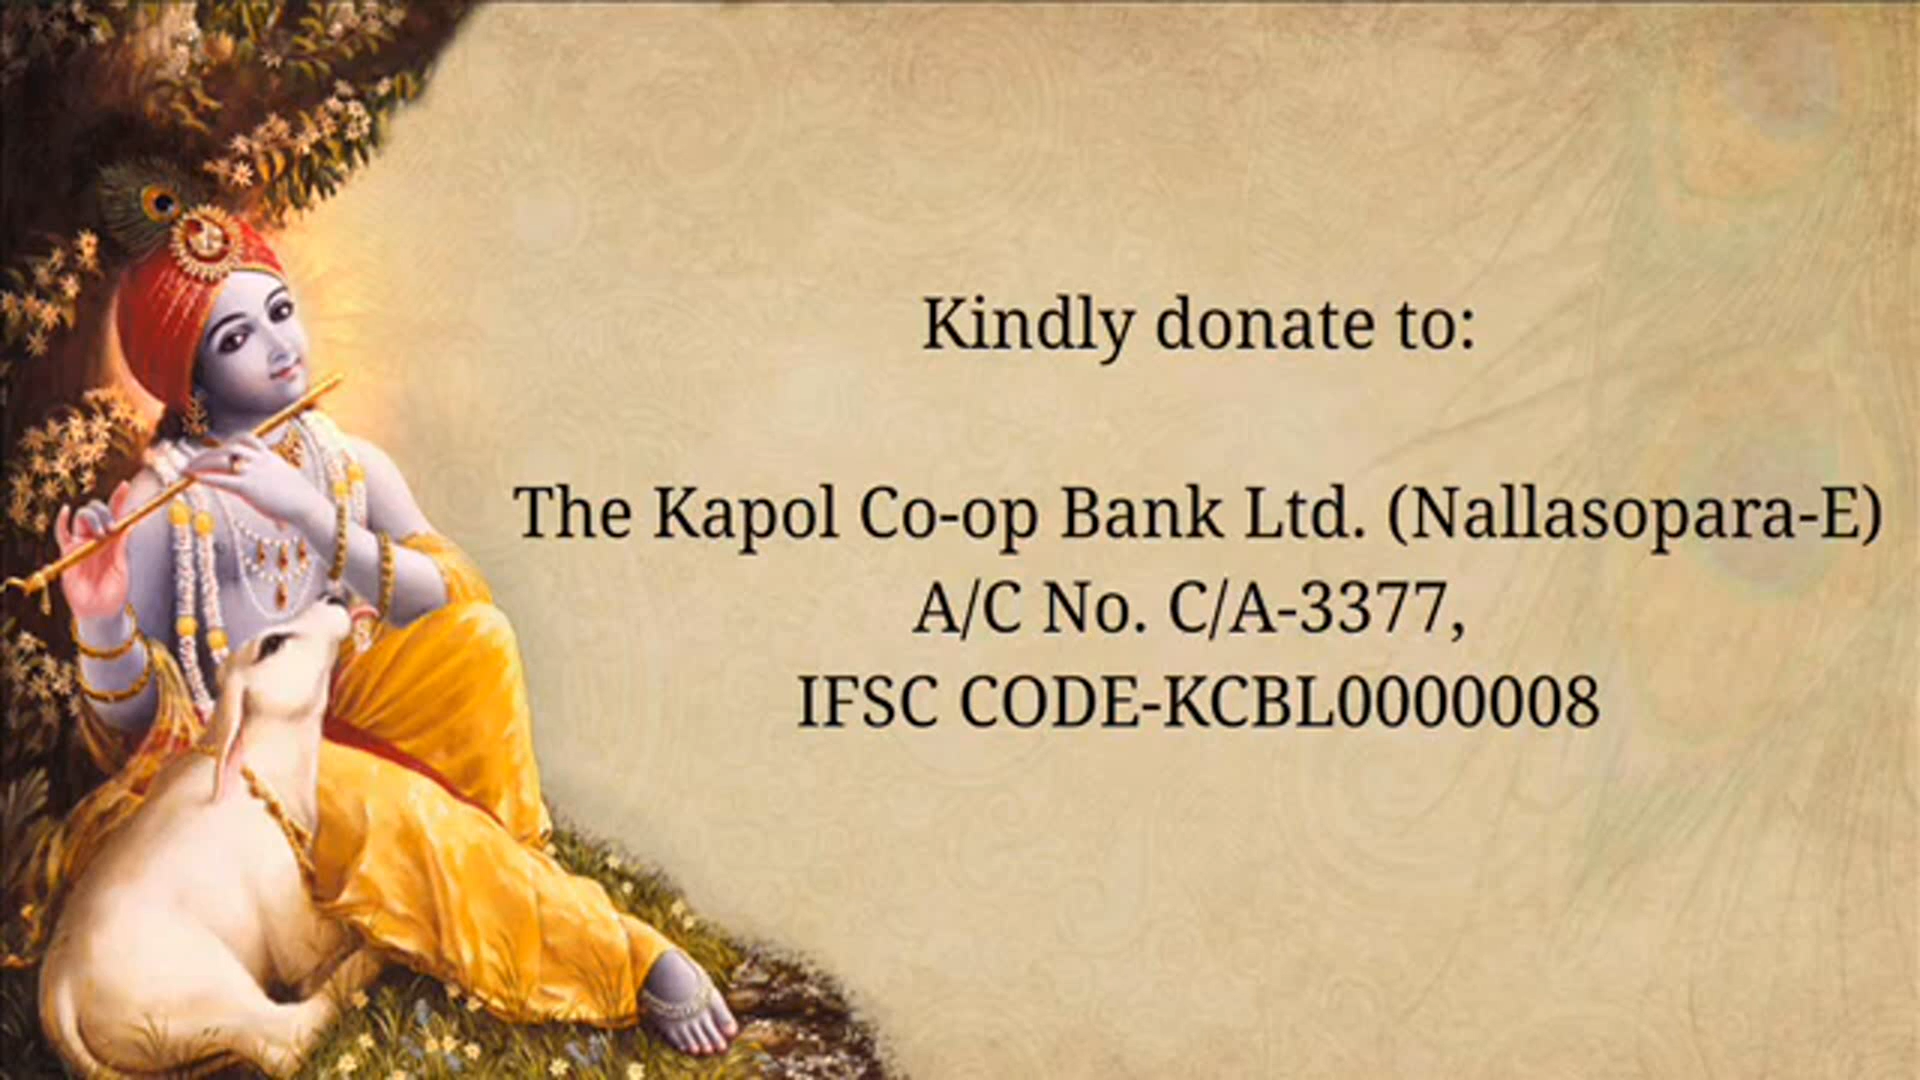 Kindly donate to:
The Kapol Co-op Bank Ltd. (Nallasopara-E)
A/C No. C/A-3377,
IFSC CODE-KCBL0000008